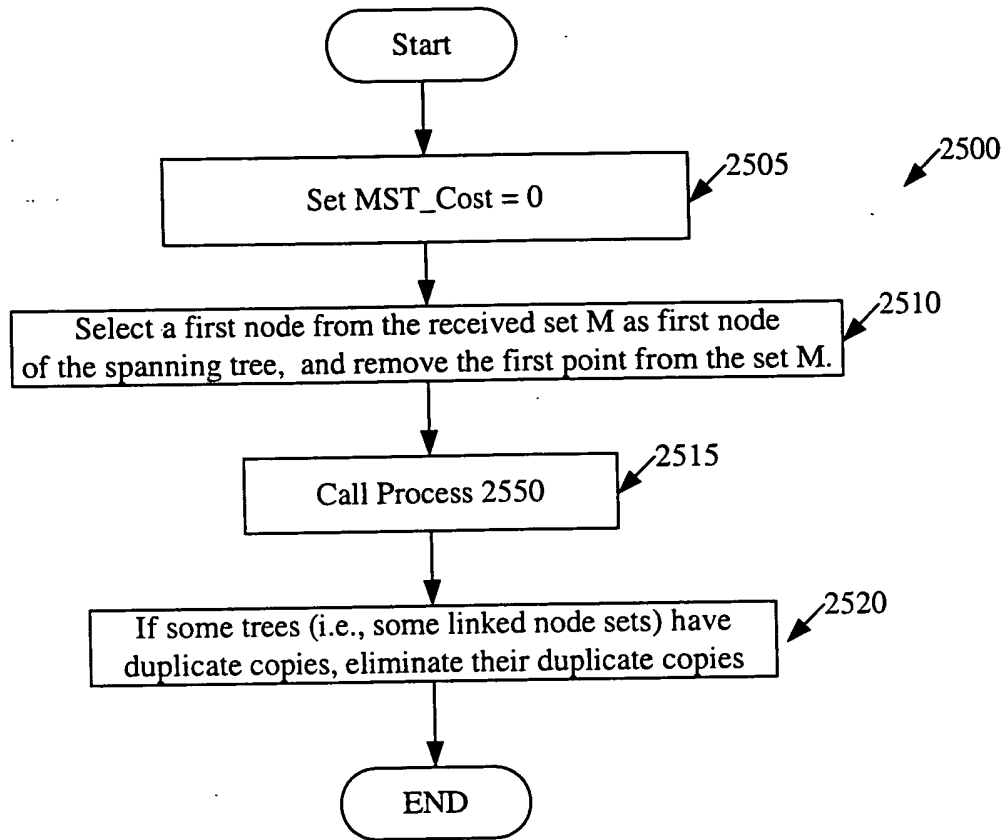 Start
2500
2505
Set MST_Cost = 0
2510
Select a first node from the received set M as first node
of the spanning tree, and remove the first point from the set M.
2515
Call Process 2550
2520
If some trees (i.e., some linked node sets) have
duplicate copies, eliminate their duplicate copies
END